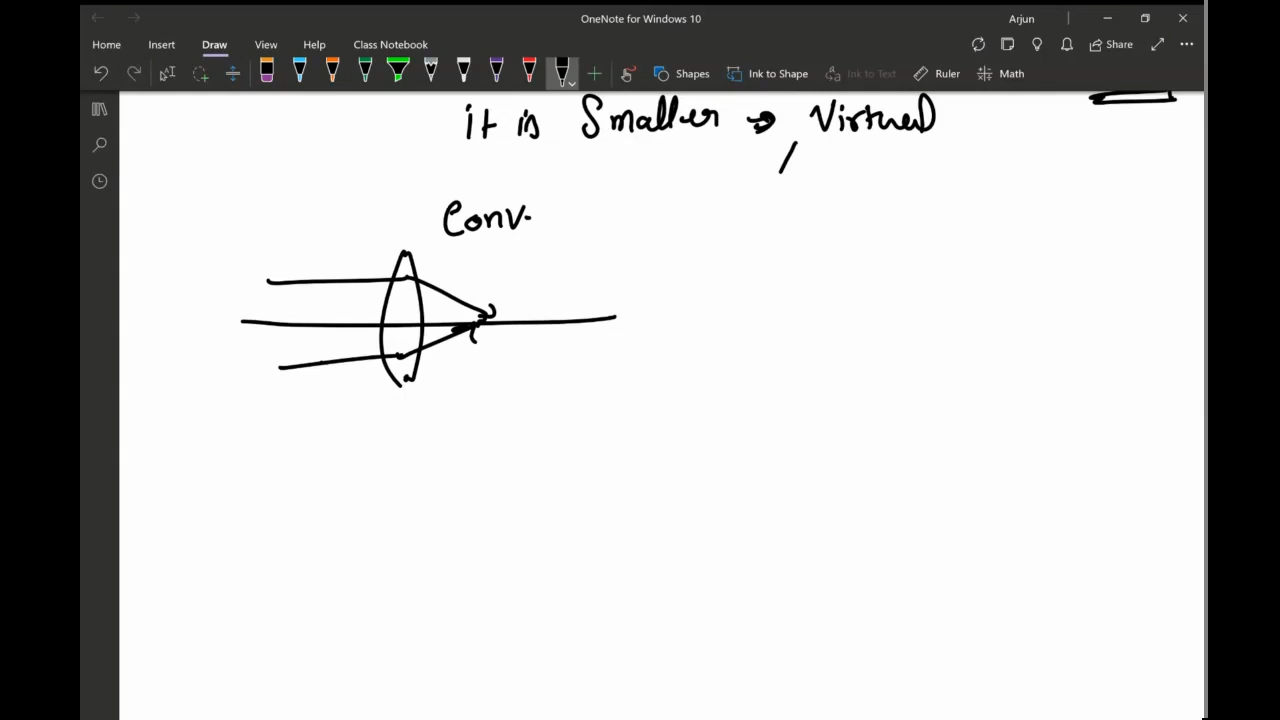 OneNote for Windows 10
Arjun
Home Insert Draw View Help Class Notebook
Share
Shapes Ink to Shape Ink to Text Ruler Math
it is Smaller → Virtual
Conv.